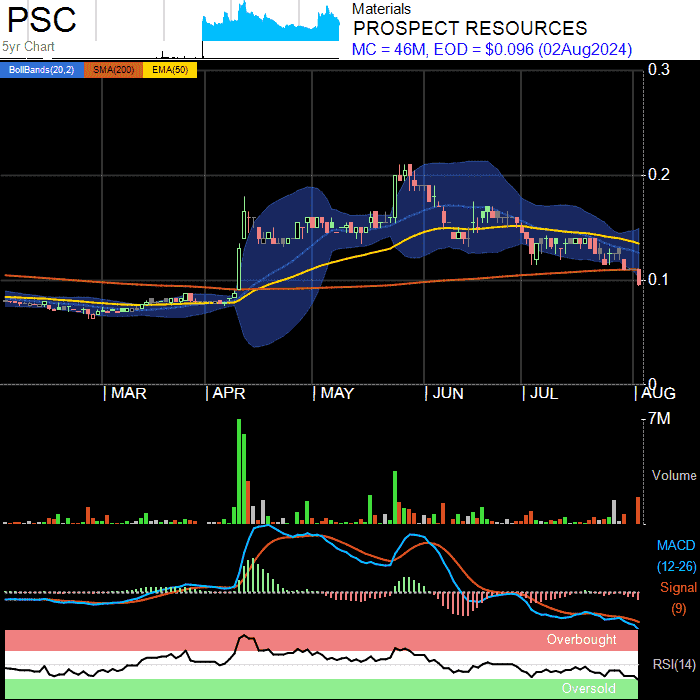 PSC
5yr Chart
Materials
PROSPECT RESOURCES
MC = 46M, EOD = $0.096 (02Aug2024)
BollBands(20,2) SMA(200) EMA(50)
0.3
0.2
0.1
0
MAR APR MAY JUN JUL AUG
7M
Volume
MACD
(12-26)
Signal
(9)
Overbought
RSI(14)
Oversold